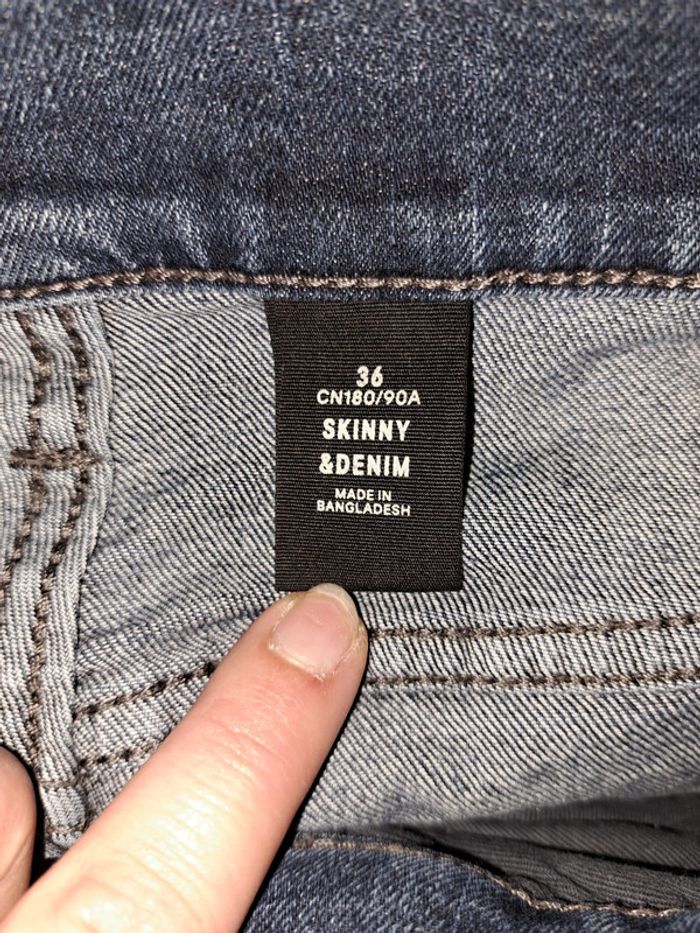 36
CN180/90A
SKINNY
&DENIM
MADE IN
BANGLADESH